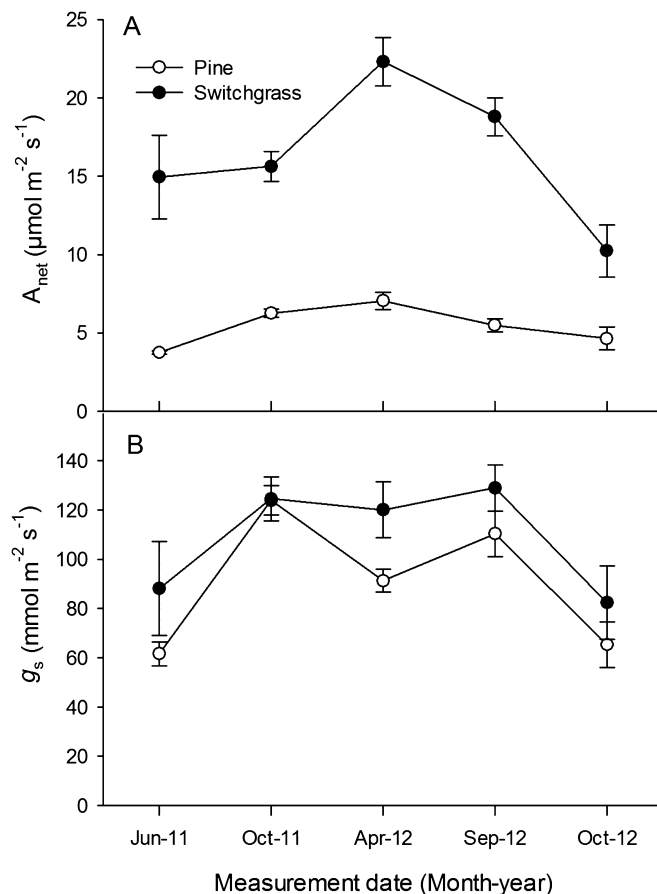 A
Pine
Switchgrass
25
20
15
10
5
0
A_net (µmol m⁻² s⁻¹)
B
140
120
100
80
60
40
20
0
g_s (mmol m⁻² s⁻¹)
Jun-11 Oct-11 Apr-12 Sep-12 Oct-12
Measurement date (Month-year)